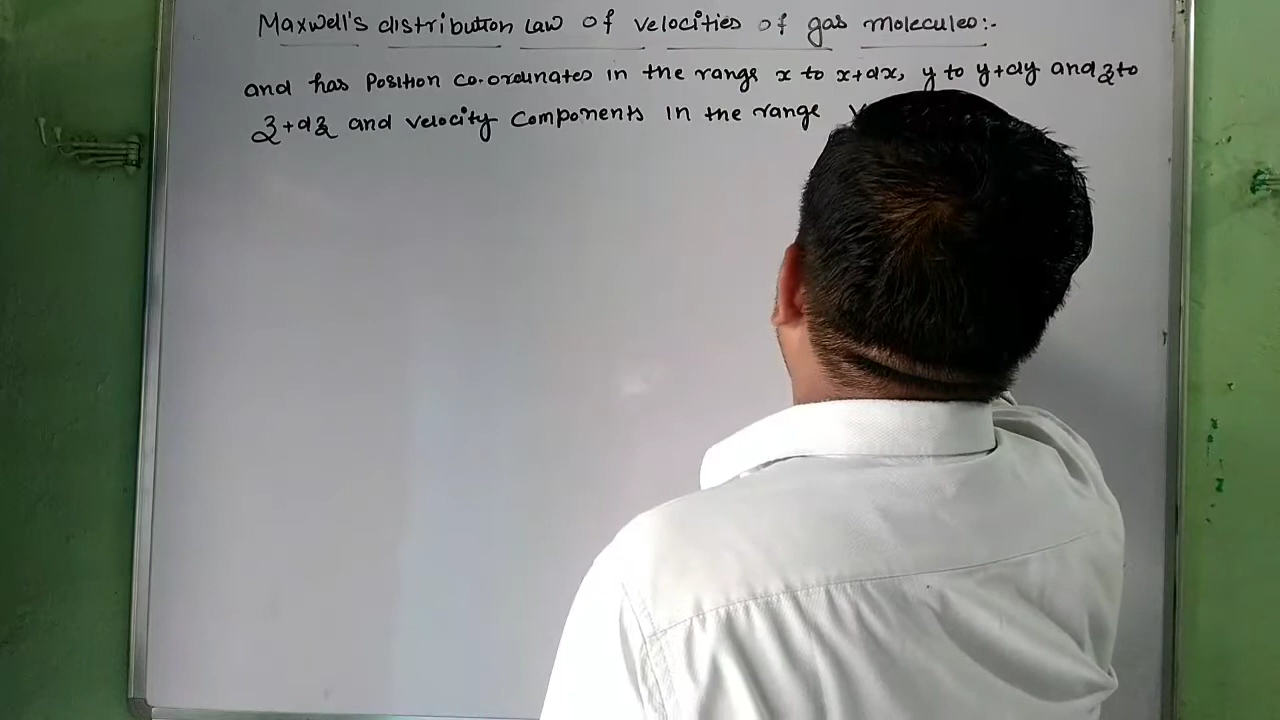 Maxwell's distribution Law of velocities of gas molecules:-
and has Position co-ordinates in the range x to x+dx, y to y+dy and z to
z+dz and velocity components in the range